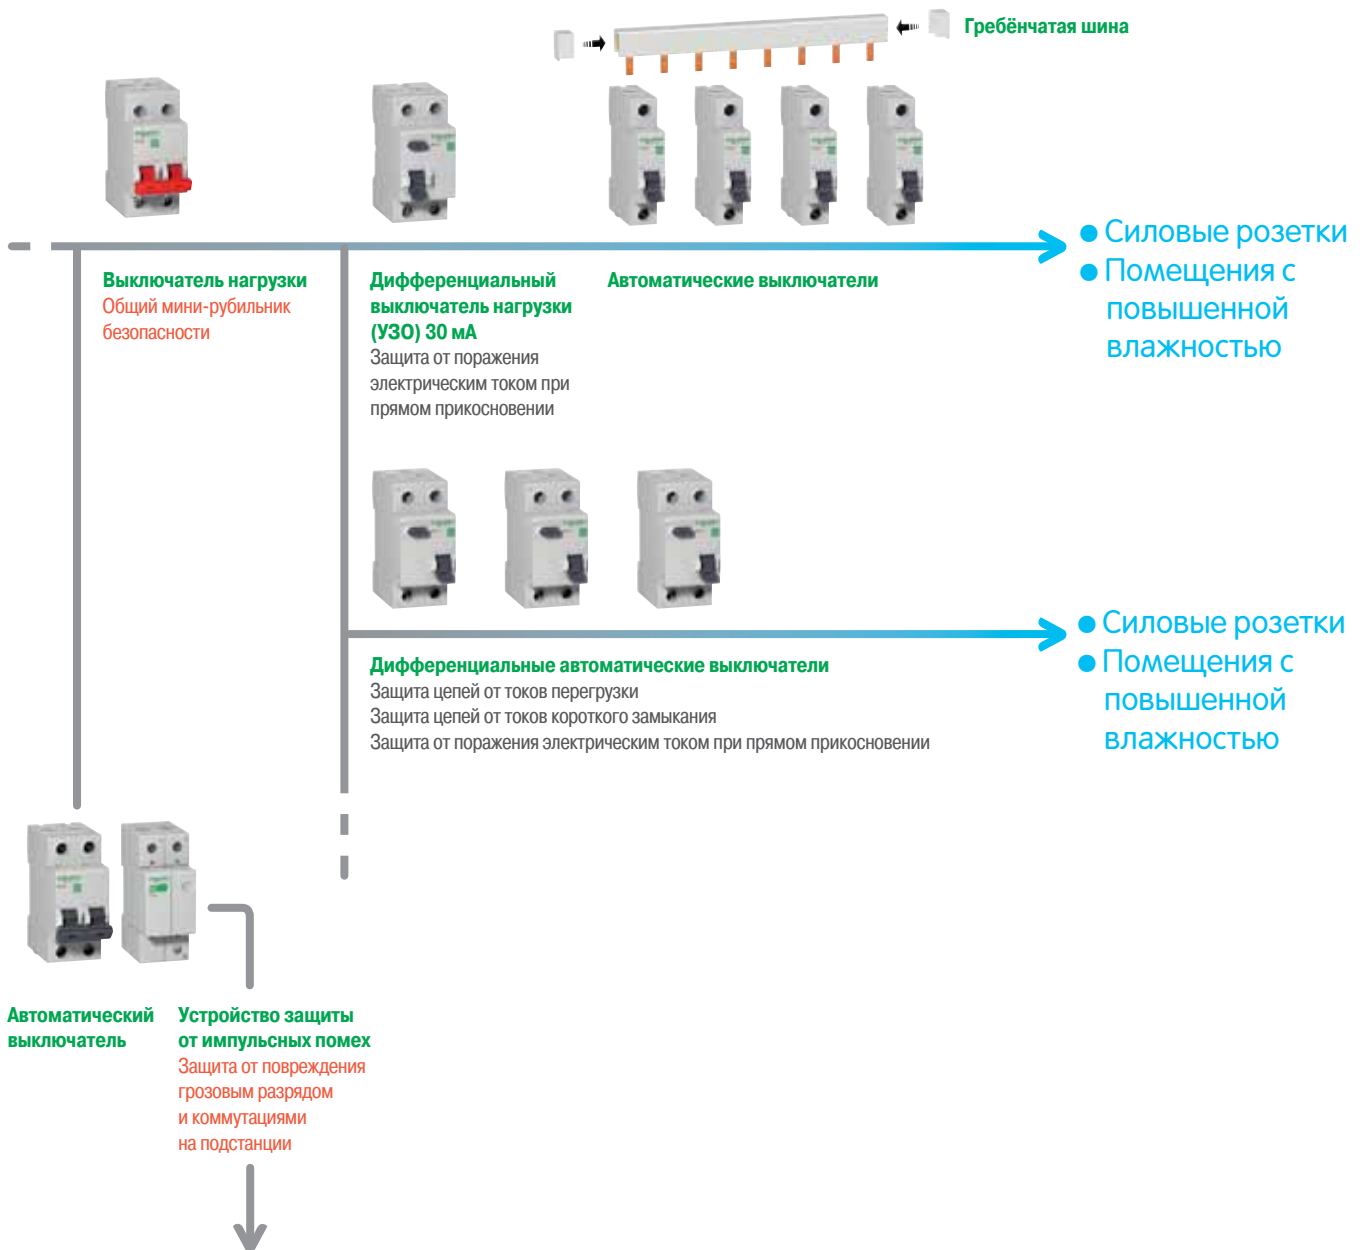 Гребёнчатая шина
Выключатель нагрузки
Общий мини-рубильник
безопасности
Дифференциальный
выключатель нагрузки
(УЗО) 30 мА
Защита от поражения
электрическим током при
прямом прикосновении
Автоматические выключатели
● Силовые розетки
● Помещения с
повышенной
влажностью
Дифференциальные автоматические выключатели
Защита цепей от токов перегрузки
Защита цепей от токов короткого замыкания
Защита от поражения электрическим током при прямом прикосновении
● Силовые розетки
● Помещения с
повышенной
влажностью
Автоматический
выключатель
Устройство защиты
от импульсных помех
Защита от повреждения
грозовым разрядом
и коммутациями
на подстанции